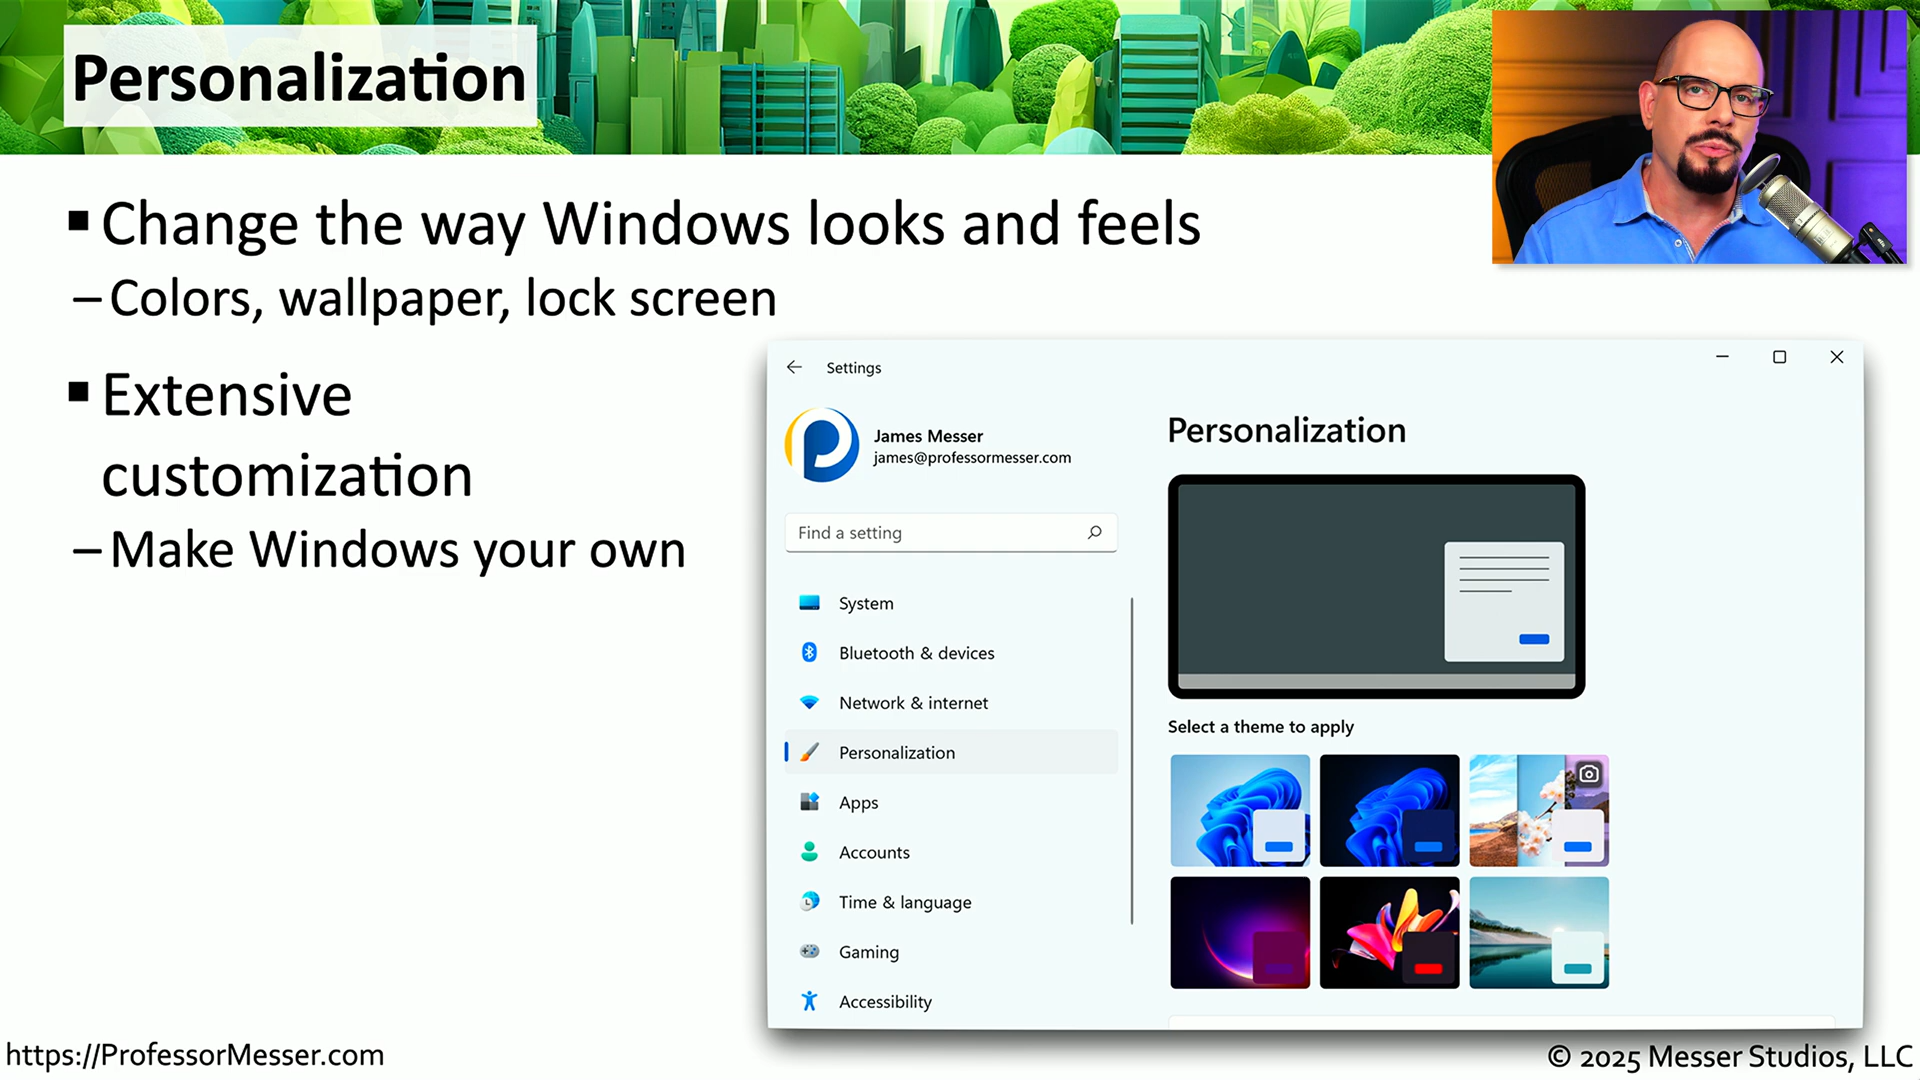 Personalization
▪ Change the way Windows looks and feels
– Colors, wallpaper, lock screen
▪ Extensive
customization
– Make Windows your own
Settings
James Messer
james@professormesser.com
Find a setting
System
Bluetooth & devices
Network & internet
Personalization
Apps
Accounts
Time & language
Gaming
Accessibility
Personalization
Select a theme to apply
https://ProfessorMesser.com
© 2025 Messer Studios, LLC